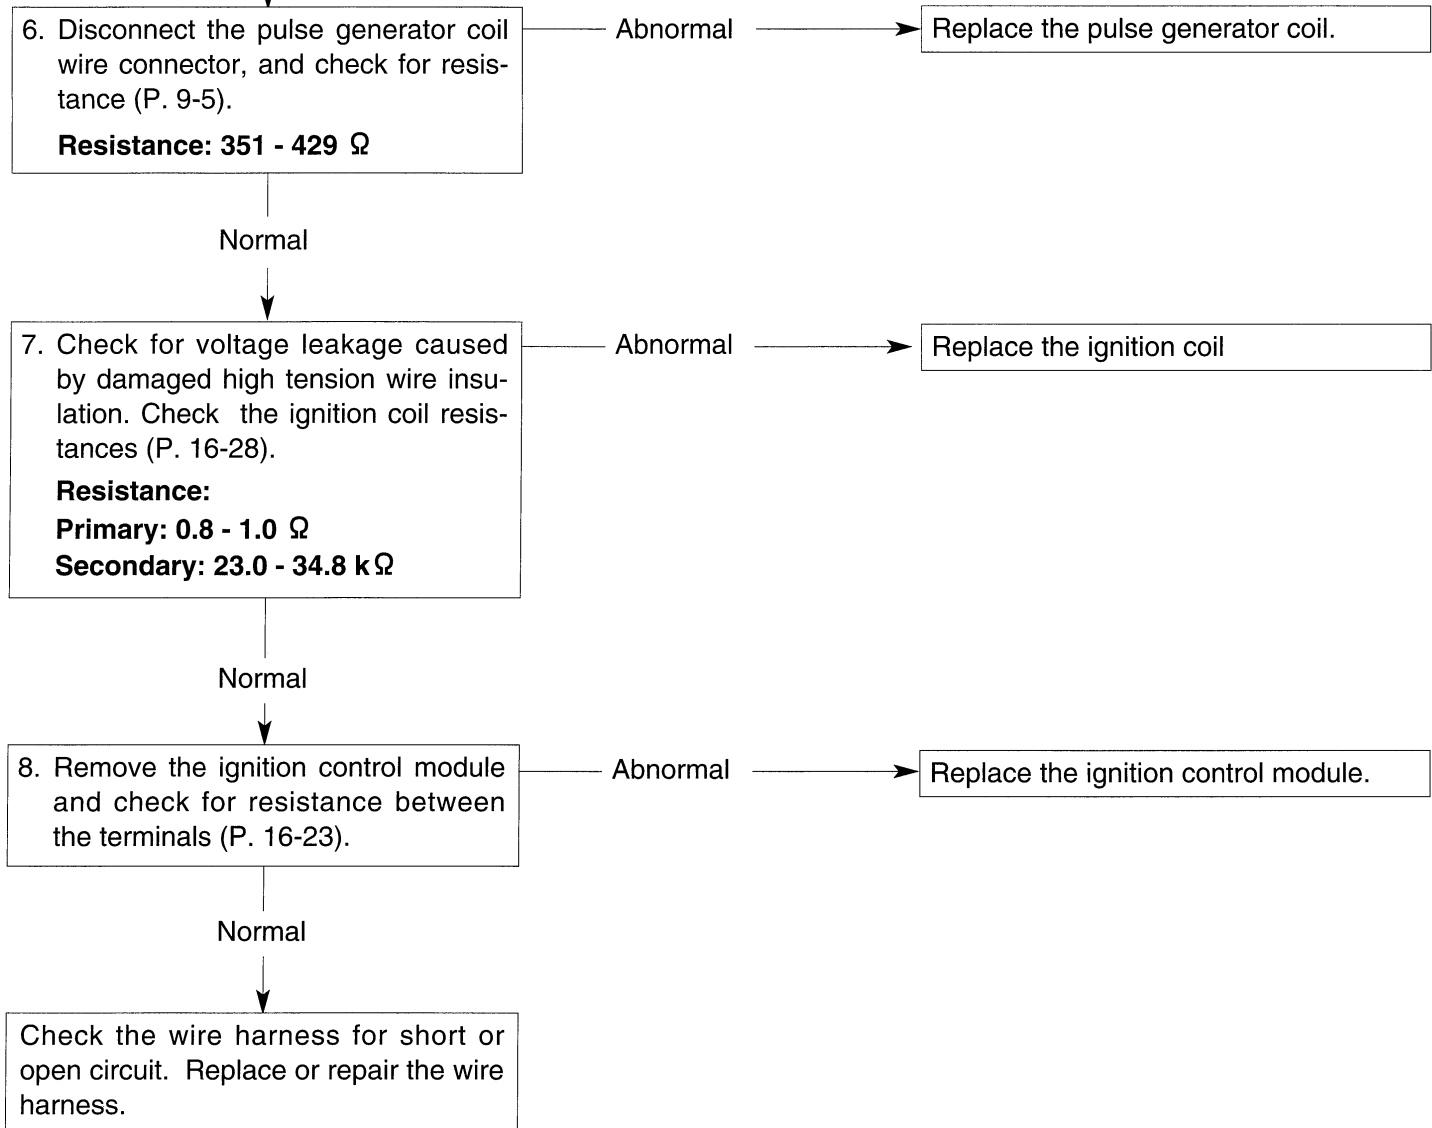 6. Disconnect the pulse generator coil
wire connector, and check for resis-
tance (P. 9-5).
Resistance: 351 - 429 Ω
Abnormal
Replace the pulse generator coil.
Normal
7. Check for voltage leakage caused
by damaged high tension wire insu-
lation. Check the ignition coil resis-
tances (P. 16-28).
Resistance:
Primary: 0.8 - 1.0 Ω
Secondary: 23.0 - 34.8 kΩ
Abnormal
Replace the ignition coil
Normal
8. Remove the ignition control module
and check for resistance between
the terminals (P. 16-23).
Abnormal
Replace the ignition control module.
Normal
Check the wire harness for short or
open circuit. Replace or repair the wire
harness.